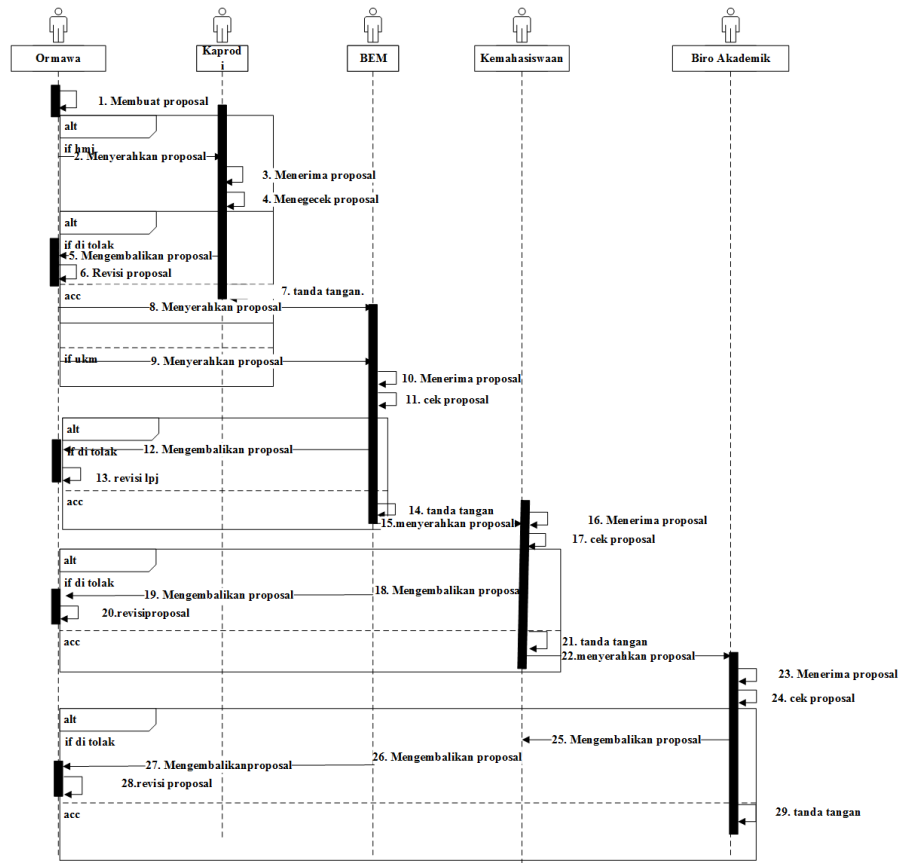 Ormawa
Kaprod
i
BEM
Kemahasiswaan
Biro Akademik
1. Membuat proposal
alt
if hmj
2. Menyerahkan proposal
3. Menerima proposal
4. Menegecek proposal
alt
if di tolak
5. Mengembalikan proposal
6. Revisi proposal
7. tanda tangan.
acc
8. Menyerahkan proposal
if ukm
9. Menyerahkan proposal
10. Menerima proposal
11. cek proposal
alt
if di tolak
12. Mengembalikan proposal
13. revisi lpj
acc
14. tanda tangan
15.menyerahkan proposal
16. Menerima proposal
17. cek proposal
alt
if di tolak
18. Mengembalikan proposal
19. Mengembalikan proposal
20.revisiproposal
acc
21. tanda tangan
22.menyerahkan proposal
23. Menerima proposal
24. cek proposal
alt
if di tolak
25. Mengembalikan proposal
26. Mengembalikan proposal
27. Mengembalikanproposal
28.revisi proposal
acc
29. tanda tangan